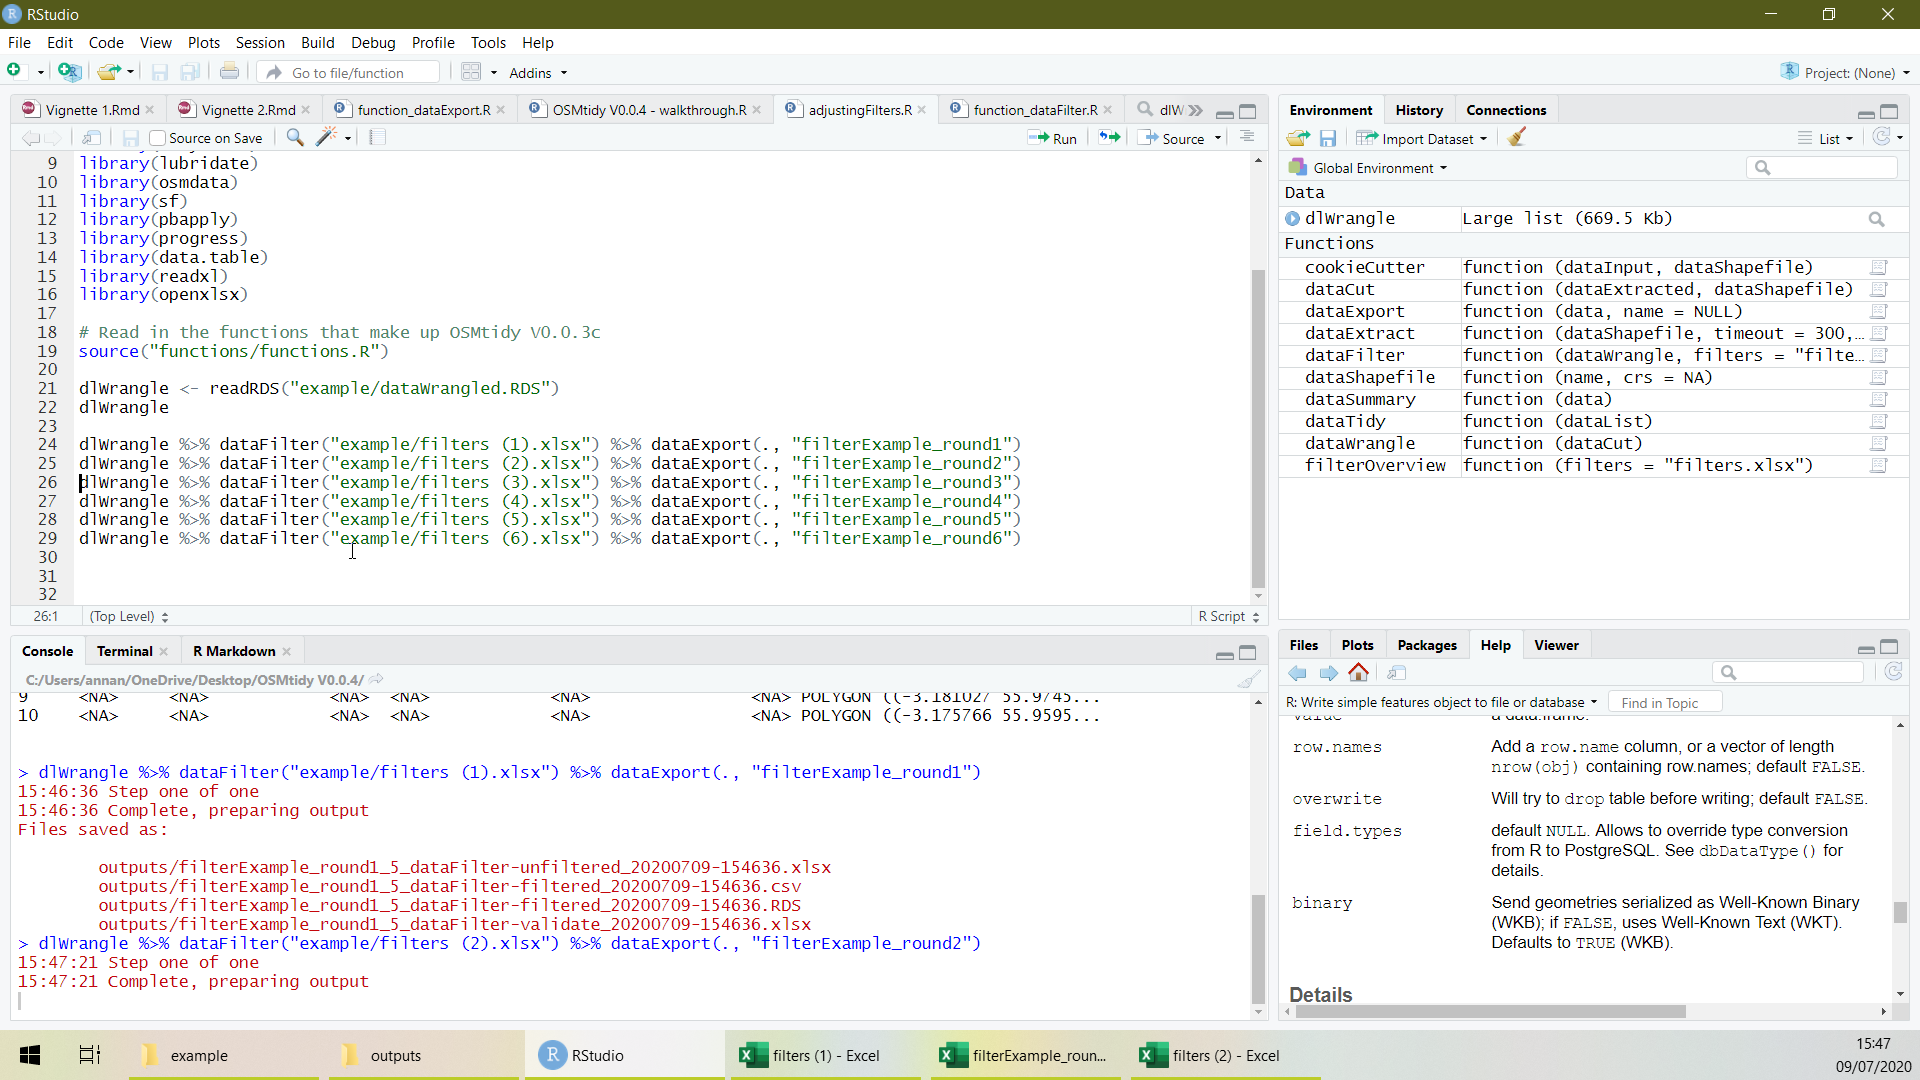 RStudio
File Edit Code View Plots Session Build Debug Profile Tools Help
Go to file/function Addins Project: (None)
Vignette 1.Rmd Vignette 2.Rmd function_dataExport.R OSMtidy V0.0.4 - walkthrough.R adjustingFilters.R function_dataFilter.R dlW
Source on Save Run Source
9 library(lubridate)
10 library(osmdata)
11 library(sf)
12 library(pbapply)
13 library(progress)
14 library(data.table)
15 library(readxl)
16 library(openxlsx)
17
18 # Read in the functions that make up OSMtidy V0.0.3c
19 source("functions/functions.R")
20
21 dlWrangle <- readRDS("example/dataWrangled.RDS")
22 dlWrangle
23
24 dlWrangle %>% dataFilter("example/filters (1).xlsx") %>% dataExport(., "filterExample_round1")
25 dlWrangle %>% dataFilter("example/filters (2).xlsx") %>% dataExport(., "filterExample_round2")
26 dlWrangle %>% dataFilter("example/filters (3).xlsx") %>% dataExport(., "filterExample_round3")
27 dlWrangle %>% dataFilter("example/filters (4).xlsx") %>% dataExport(., "filterExample_round4")
28 dlWrangle %>% dataFilter("example/filters (5).xlsx") %>% dataExport(., "filterExample_round5")
29 dlWrangle %>% dataFilter("example/filters (6).xlsx") %>% dataExport(., "filterExample_round6")
30
31
32
26:1 (Top Level) R Script
Console Terminal R Markdown
C:/Users/annan/OneDrive/Desktop/OSMtidy V0.0.4/
9 <NA> <NA> <NA> <NA> <NA> <NA> POLYGON ((-3.181027 55.9745...
10 <NA> <NA> <NA> <NA> <NA> <NA> POLYGON ((-3.175766 55.9595...
> dlWrangle %>% dataFilter("example/filters (1).xlsx") %>% dataExport(., "filterExample_round1")
15:46:36 Step one of one
15:46:36 Complete, preparing output
Files saved as:
outputs/filterExample_round1_5_dataFilter-unfiltered_20200709-154636.xlsx
outputs/filterExample_round1_5_dataFilter-filtered_20200709-154636.csv
outputs/filterExample_round1_5_dataFilter-filtered_20200709-154636.RDS
outputs/filterExample_round1_5_dataFilter-validate_20200709-154636.xlsx
> dlWrangle %>% dataFilter("example/filters (2).xlsx") %>% dataExport(., "filterExample_round2")
15:47:21 Step one of one
15:47:21 Complete, preparing output
Environment History Connections
Import Dataset List
Global Environment
Data
dlWrangle Large list (669.5 Kb)
Functions
cookieCutter function (dataInput, dataShapefile)
dataCut function (dataExtracted, dataShapefile)
dataExport function (data, name = NULL)
dataExtract function (dataShapefile, timeout = 300,…
dataFilter function (dataWrangle, filters = "filte…
dataShapefile function (name, crs = NA)
dataSummary function (data)
dataTidy function (dataList)
dataWrangle function (dataCut)
filterOverview function (filters = "filters.xlsx")
Files Plots Packages Help Viewer
R: Write simple features object to file or database Find in Topic
value a data.frame.
row.names Add a row.name column, or a vector of length
nrow(obj) containing row.names; default FALSE.
overwrite Will try to drop table before writing; default FALSE.
field.types default NULL. Allows to override type conversion
from R to PostgreSQL. See dbDataType() for
details.
binary Send geometries serialized as Well-Known Binary
(WKB); if FALSE, uses Well-Known Text (WKT).
Defaults to TRUE (WKB).
Details
example outputs RStudio filters (1) - Excel filterExample_roun... filters (2) - Excel
15:47
09/07/2020